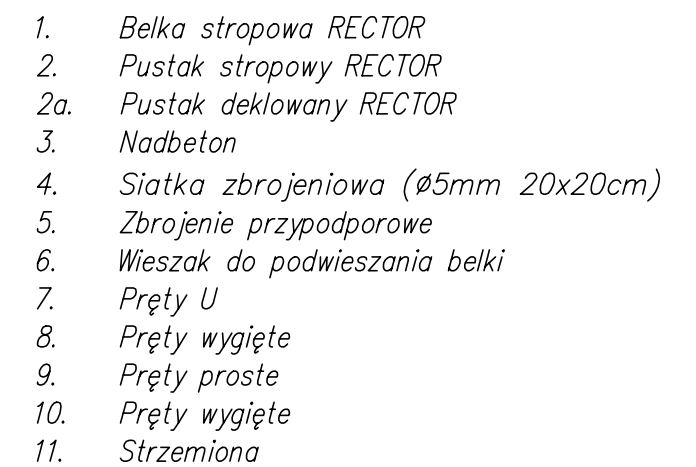 1. Belka stropowa RECTOR
2. Pustak stropowy RECTOR
2a. Pustak deklowany RECTOR
3. Nadbeton
4. Siatka zbrojeniowa (ø5mm 20x20cm)
5. Zbrojenie przypodporowe
6. Wieszak do podwieszania belki
7. Pręty U
8. Pręty wygięte
9. Pręty proste
10. Pręty wygięte
11. Strzemiona